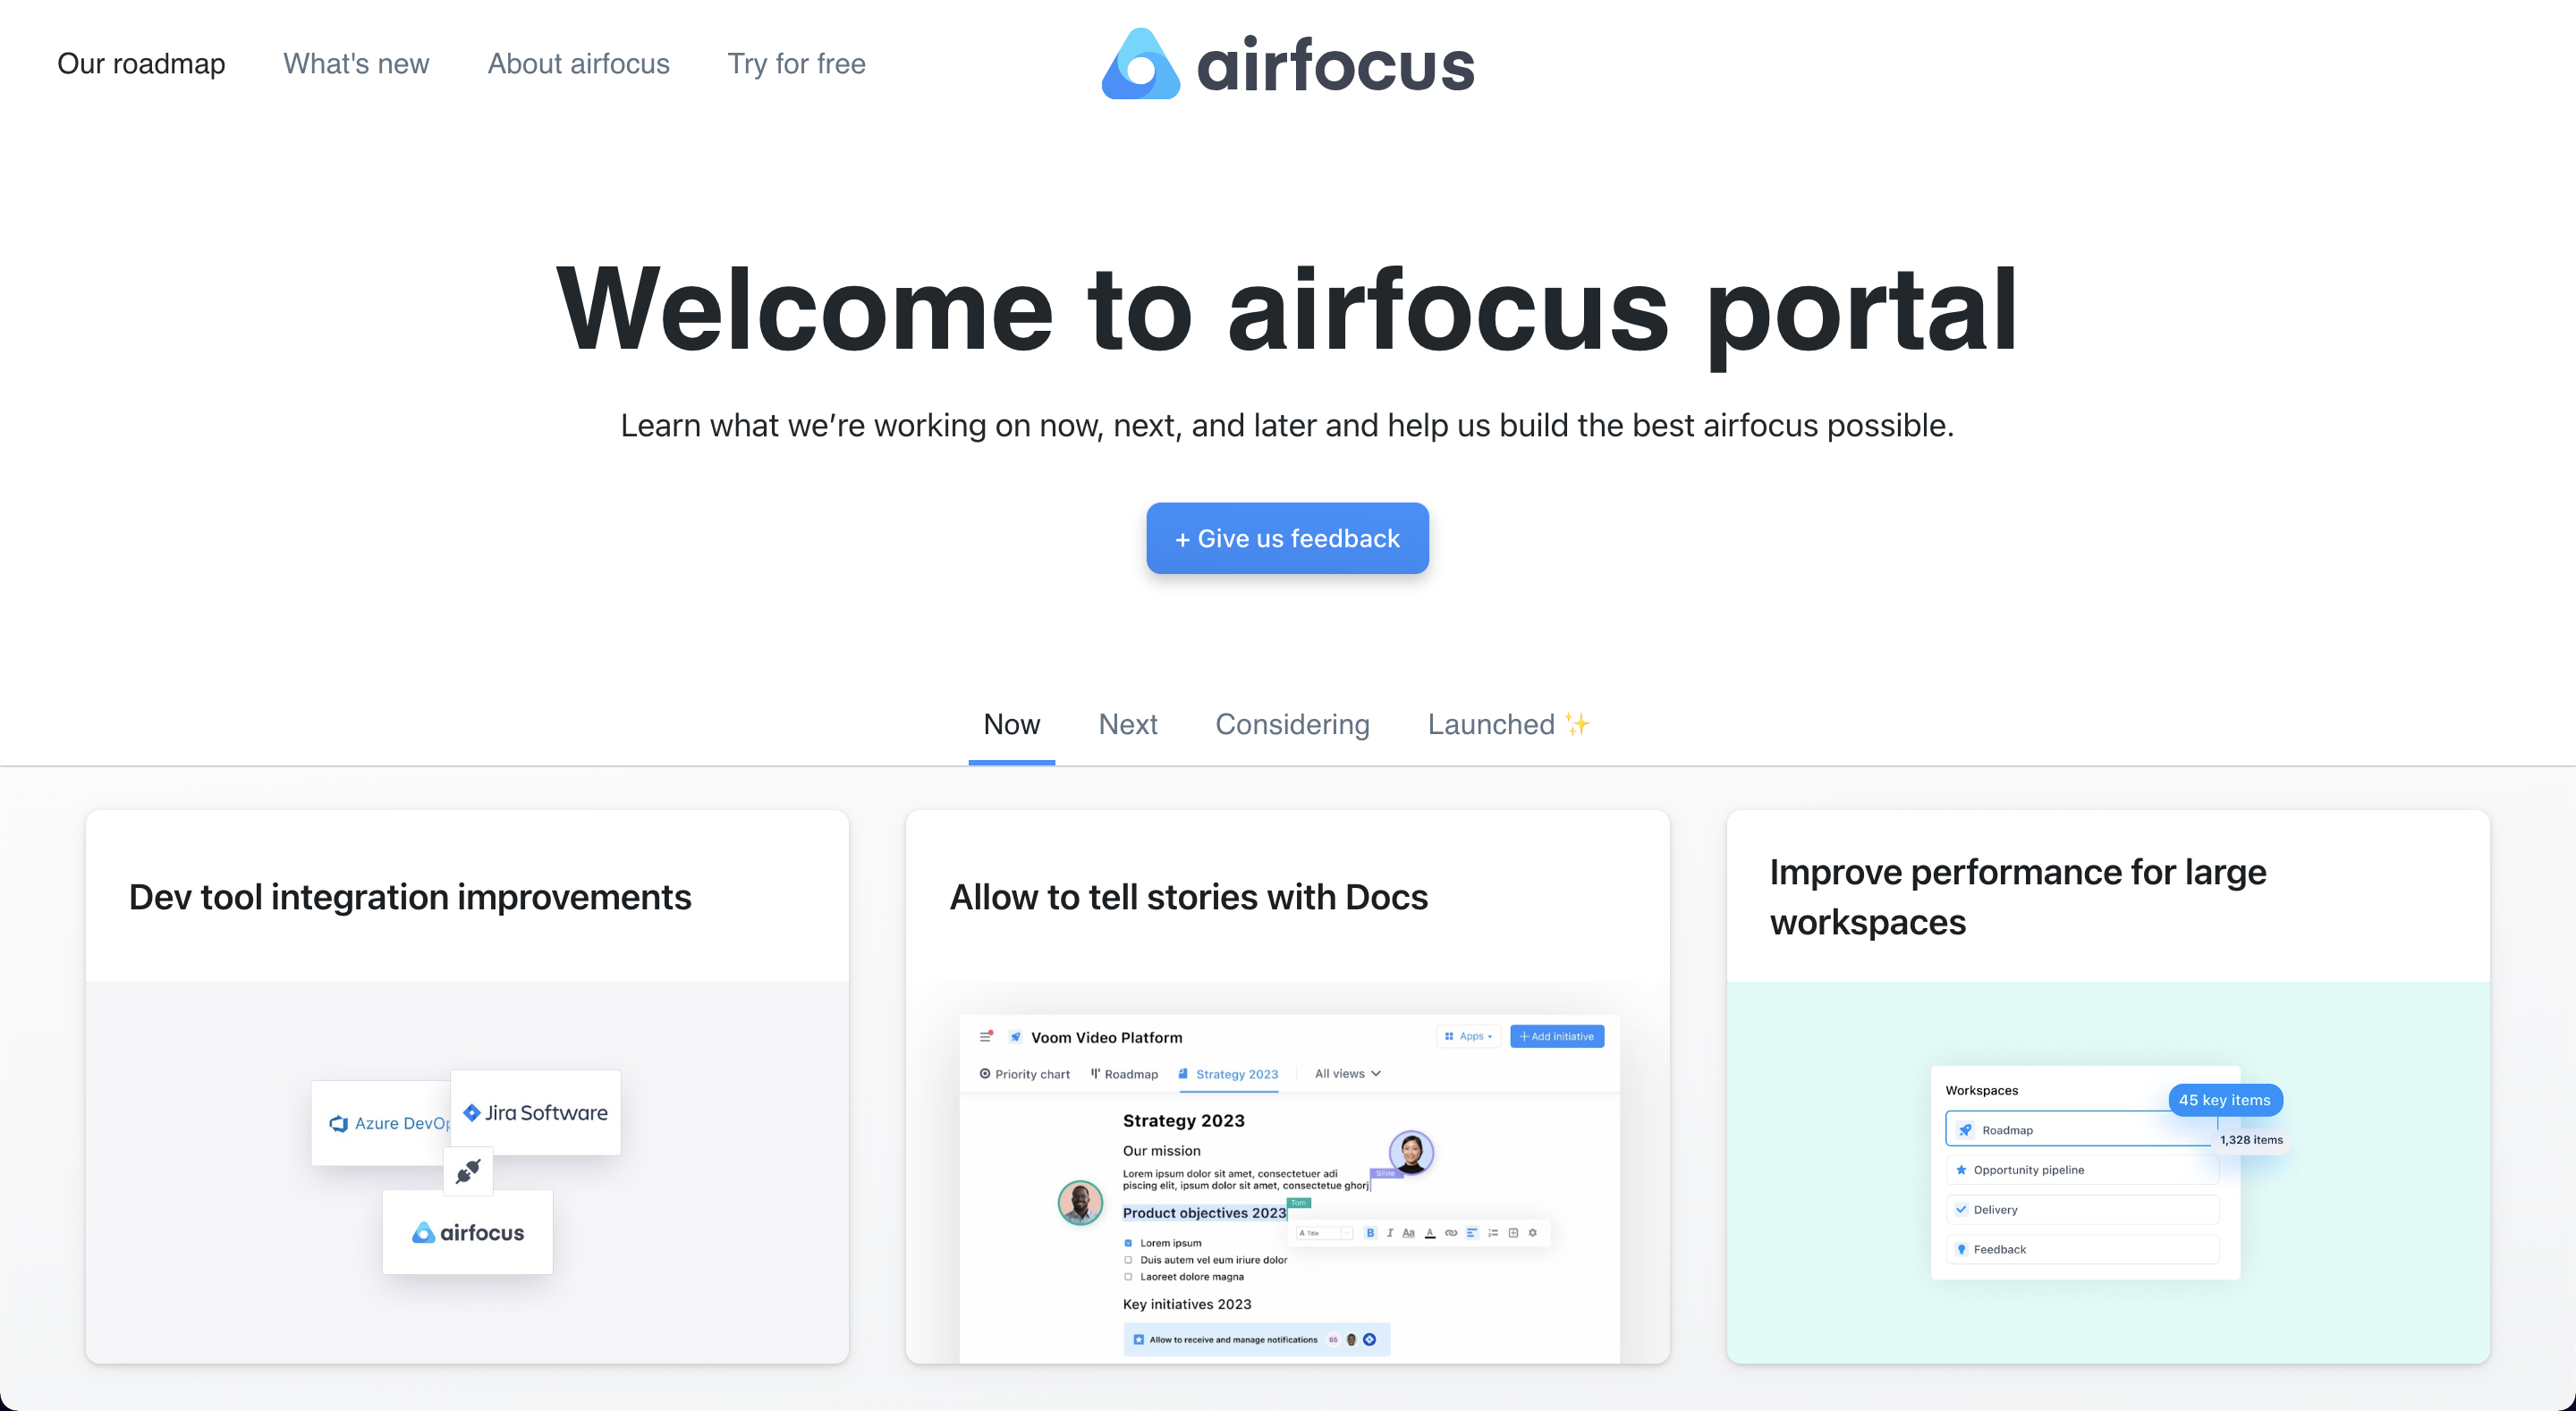 Our roadmap
What's new
About airfocus
Try for free
airfocus
Welcome to airfocus portal
Learn what we’re working on now, next, and later and help us build the best airfocus possible.
+ Give us feedback
Now
Next
Considering
Launched ✨
Dev tool integration improvements
Azure DevOp
Jira Software
airfocus
Allow to tell stories with Docs
Voom Video Platform
Apps
+ Add initiative
Priority chart
Roadmap
Strategy 2023
All views
Strategy 2023
Our mission
Lorem ipsum dolor sit amet, consectetuer adi
piscing elit, ipsum dolor sit amet, consectetue ghorj
Silvie
Tom
Product objectives 2023
A Title
B I Aa A
Lorem ipsum
Duis autem vel eum iriure dolor
Laoreet dolore magna
Key initiatives 2023
Allow to receive and manage notifications 65
Improve performance for large
workspaces
Workspaces
45 key items
Roadmap
1,328 items
Opportunity pipeline
Delivery
Feedback